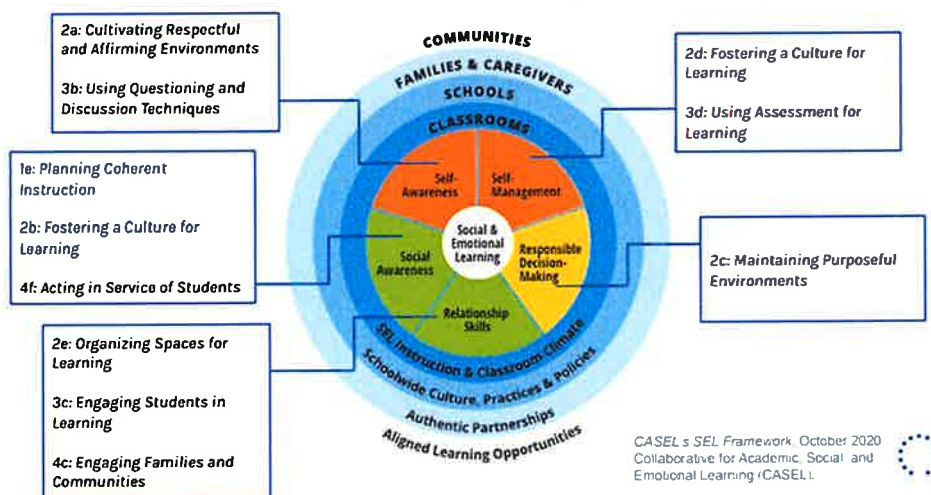 2a: Cultivating Respectful
and Affirming Environments
3b: Using Questioning and
Discussion Techniques
1e: Planning Coherent
Instruction
2b: Fostering a Culture for
Learning
4f: Acting in Service of Students
2e: Organizing Spaces for
Learning
3c: Engaging Students in
Learning
4c: Engaging Families and
Communities
COMMUNITIES
FAMILIES & CAREGIVERS
SCHOOLS
CLASSROOMS
Self-
Awareness
Self-
Management
Social &
Emotional
Learning
Social
Awareness
Responsible
Decision-
Making
Relationship
Skills
SEL Instruction & Classroom Climate
Schoolwide Culture, Practices & Policies
Authentic Partnerships
Aligned Learning Opportunities
2d: Fostering a Culture for
Learning
3d: Using Assessment for
Learning
2c: Maintaining Purposeful
Environments
CASEL s SEL Framework, October 2020
Collaborative for Academic, Social and
Emotional Learning (CASEL).